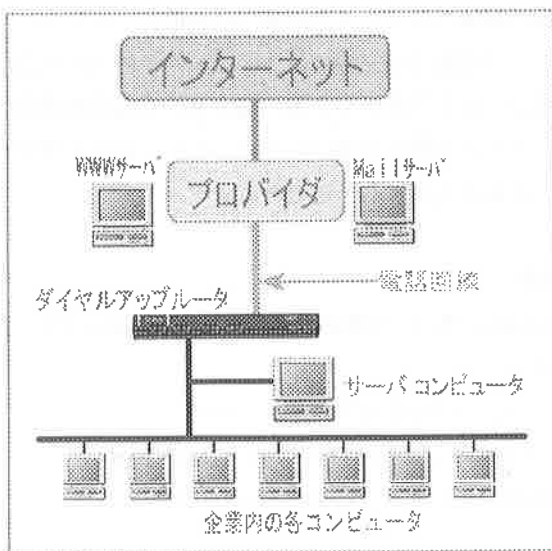 インターネット
WWWサーバ
プロバイダ
Mailサーバ
電話回線
ダイヤルアップルータ
サーバコンピュータ
企業内の各コンピュータ